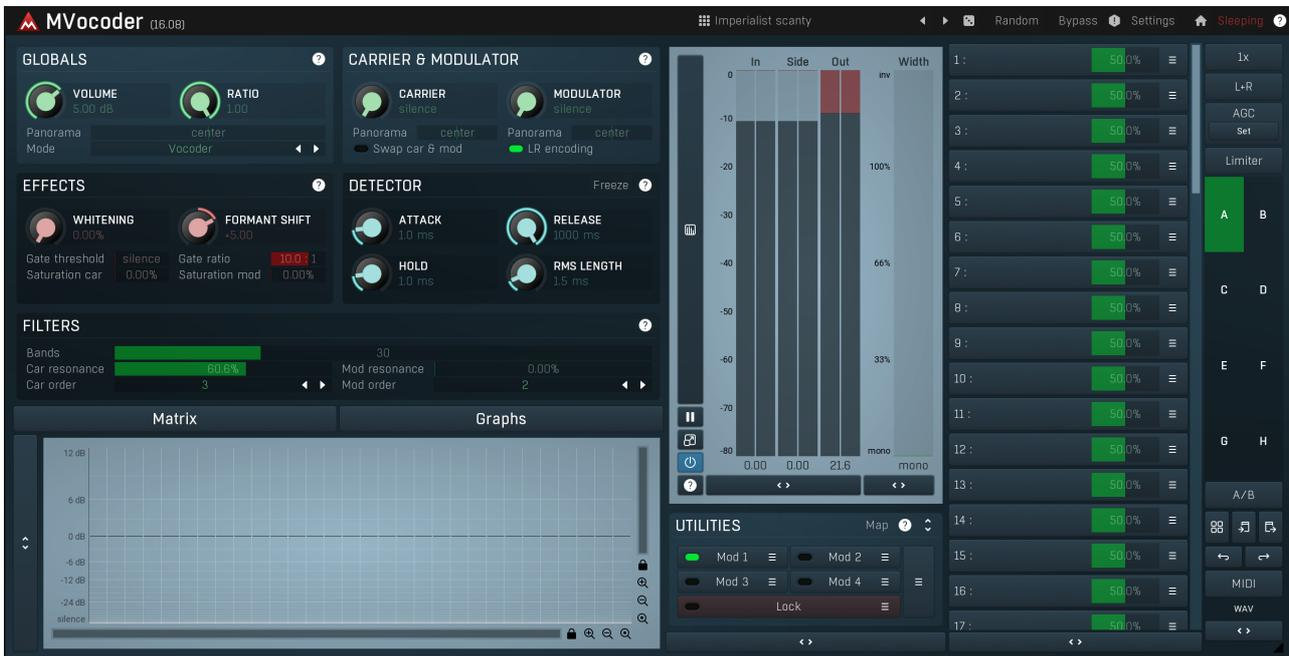 MVocoder (16.08)
Imperialist scanty
Random Bypass Settings Sleeping ?
GLOBALS ?
VOLUME
5.00 dB
RATIO
1.00
Panorama center
Mode Vocoder
CARRIER & MODULATOR ?
CARRIER
silence
MODULATOR
silence
Panorama center Panorama center
Swap car & mod LR encoding
EFFECTS ?
WHITENING
0.00%
FORMANT SHIFT
+5.00
Gate threshold silence Gate ratio 10.0 : 1
Saturation car 0.00% Saturation mod 0.00%
DETECTOR Freeze ?
ATTACK
1.0 ms
RELEASE
1000 ms
HOLD
1.0 ms
RMS LENGTH
1.5 ms
FILTERS ?
Bands 30
Car resonance 60.6% Mod resonance 0.00%
Car order 3 Mod order 2
Matrix Graphs
12 dB
6 dB
0 dB
-6 dB
-12 dB
-24 dB
silence
In Side Out Width
0 inv
-10
-20 100%
-30
-40 66%
-50
-60 33%
-70
-80 mono
0.00 0.00 21.6 mono
?
UTILITIES Map ?
Mod 1 Mod 2
Mod 3 Mod 4
Lock
1 : 50.0%
2 : 50.0%
3 : 50.0%
4 : 50.0%
5 : 50.0%
6 : 50.0%
7 : 50.0%
8 : 50.0%
9 : 50.0%
10 : 50.0%
11 : 50.0%
12 : 50.0%
13 : 50.0%
14 : 50.0%
15 : 50.0%
16 : 50.0%
17 : 50.0%
1x
L+R
AGC
Set
Limiter
A B
C D
E F
G H
A/B
MIDI
WAV